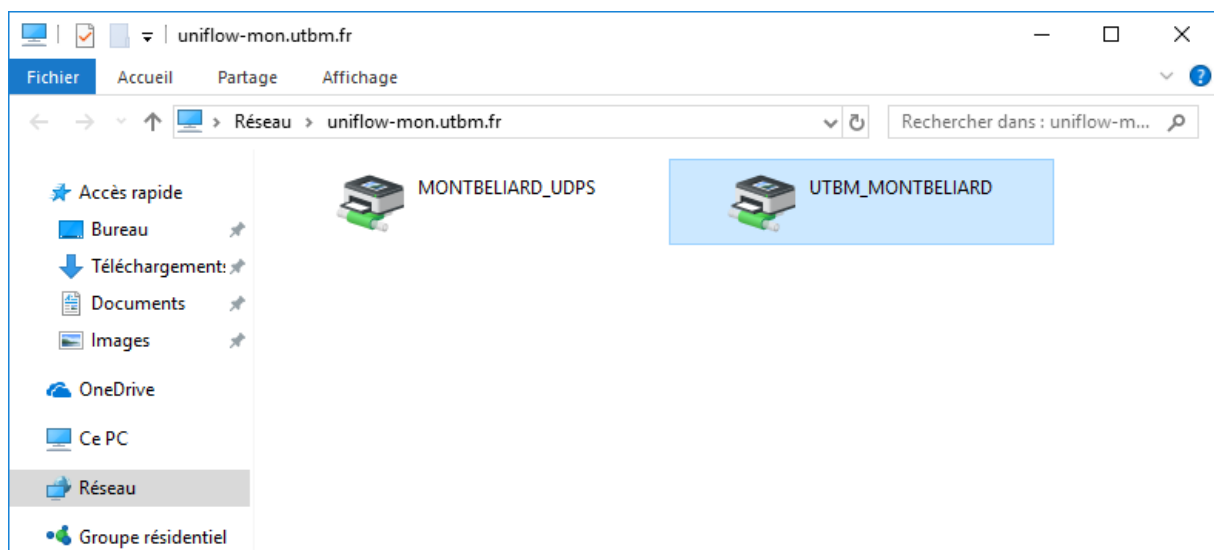 uniflow-mon.utbm.fr
Fichier Accueil Partage Affichage
Réseau > uniflow-mon.utbm.fr
Rechercher dans : uniflow-m...
Accès rapide
Bureau
Téléchargement:
Documents
Images
OneDrive
Ce PC
Réseau
Groupe résidentiel
MONTBELIARD_UDPS
UTBM_MONTBELIARD